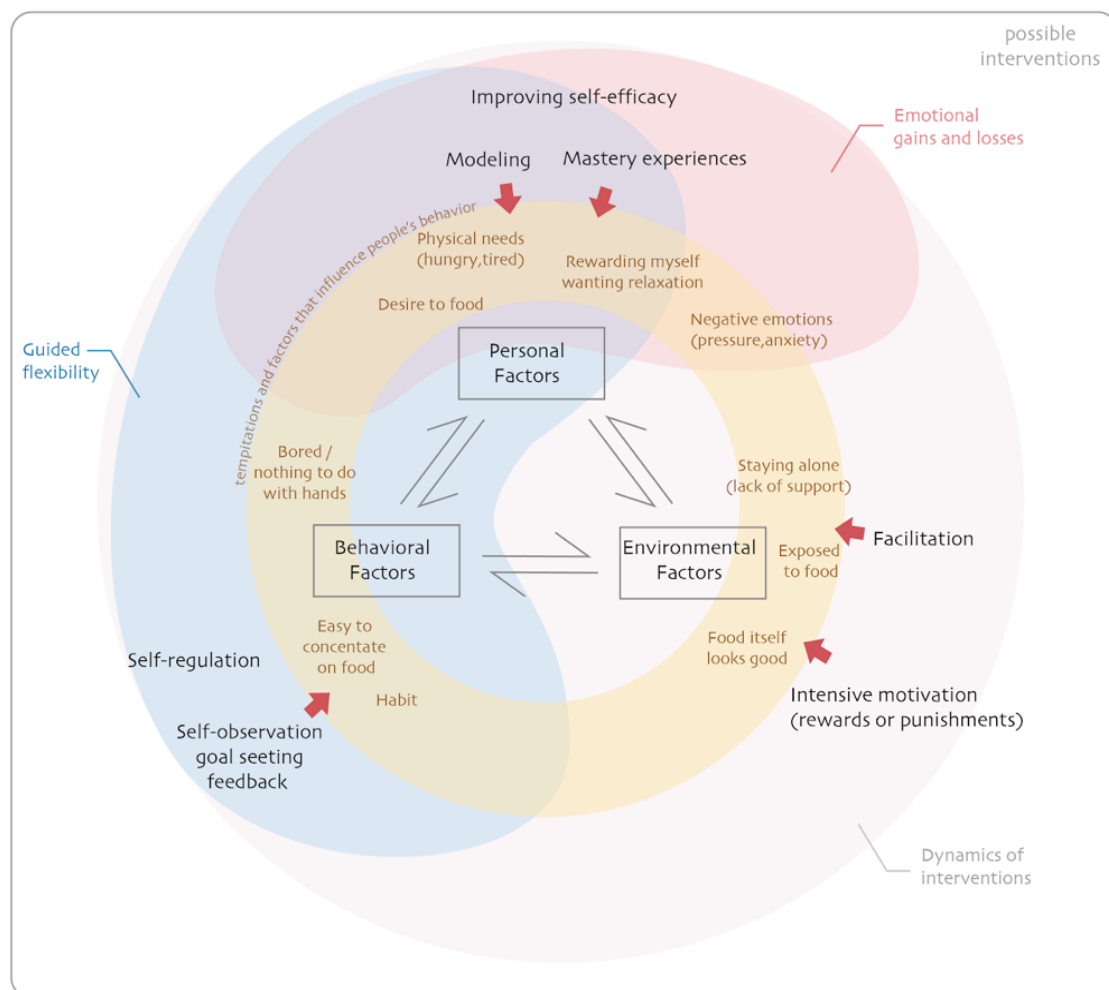 possible
interventions
Improving self-efficacy
Emotional
gains and losses
Modeling
Mastery experiences
tempitations and factors that influence people's behavior
Physical needs
(hungry,tired)
Rewarding myself
wanting relaxation
Desire to food
Negative emotions
(pressure,anxiety)
Guided
flexibility
Personal
Factors
Bored /
nothing to do
with hands
Staying alone
(lack of support)
Behavioral
Factors
Environmental
Factors
Exposed
to food
Facilitation
Easy to
concentate
on food
Food itself
looks good
Self-regulation
Habit
Intensive motivation
(rewards or punishments)
Self-observation
goal seeting
feedback
Dynamics of
interventions